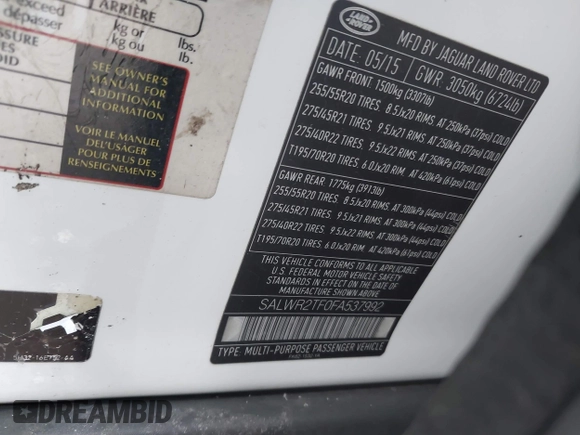 exceed
dépasser
ARRIÈRE
kg or
kg ou
lbs.
lb.
SEE OWNER'S
MANUAL FOR
ADDITIONAL
INFORMATION
VOIR LE MANUEL
DE L'USAGER
POUR PLUS DE
RENSEIGNEMENTS
LAND
ROVER
MFD BY JAGUAR LAND ROVER LTD
DATE: 05/15 GWR 3050kg (6724lb)
GAWR FRONT 1500kg (3307lb)
255/55R20 TIRES. 8.5Jx20 RIMS. AT 250kPa (37psi) COLD
275/45R21 TIRES. 9.5Jx21 RIMS. AT 250kPa (37psi) COLD
275/40R22 TIRES. 9.5Jx22 RIMS. AT 250kPa (37psi) COLD
T195/70R20 TIRES. 6.0Jx20 RIM. AT 420kPa (61psi) COLD
GAWR REAR 1775kg (3913lb)
255/55R20 TIRES. 8.5Jx20 RIMS. AT 300kPa (44psi) COLD
275/45R21 TIRES. 9.5Jx21 RIMS. AT 300kPa (44psi) COLD
275/40R22 TIRES. 9.5Jx22 RIMS. AT 300kPa (44psi) COLD
T195/70R20 TIRES. 6.0Jx20 RIM. AT 420kPa (61psi) COLD
THIS VEHICLE CONFORMS TO ALL APPLICABLE
U.S. FEDERAL MOTOR VEHICLE SAFETY
STANDARDS IN EFFECT ON THE DATE OF
MANUFACTURE SHOWN ABOVE
SALWR2TF0FA537992
TYPE: MULTI-PURPOSE PASSENGER VEHICLE
DREAMBID